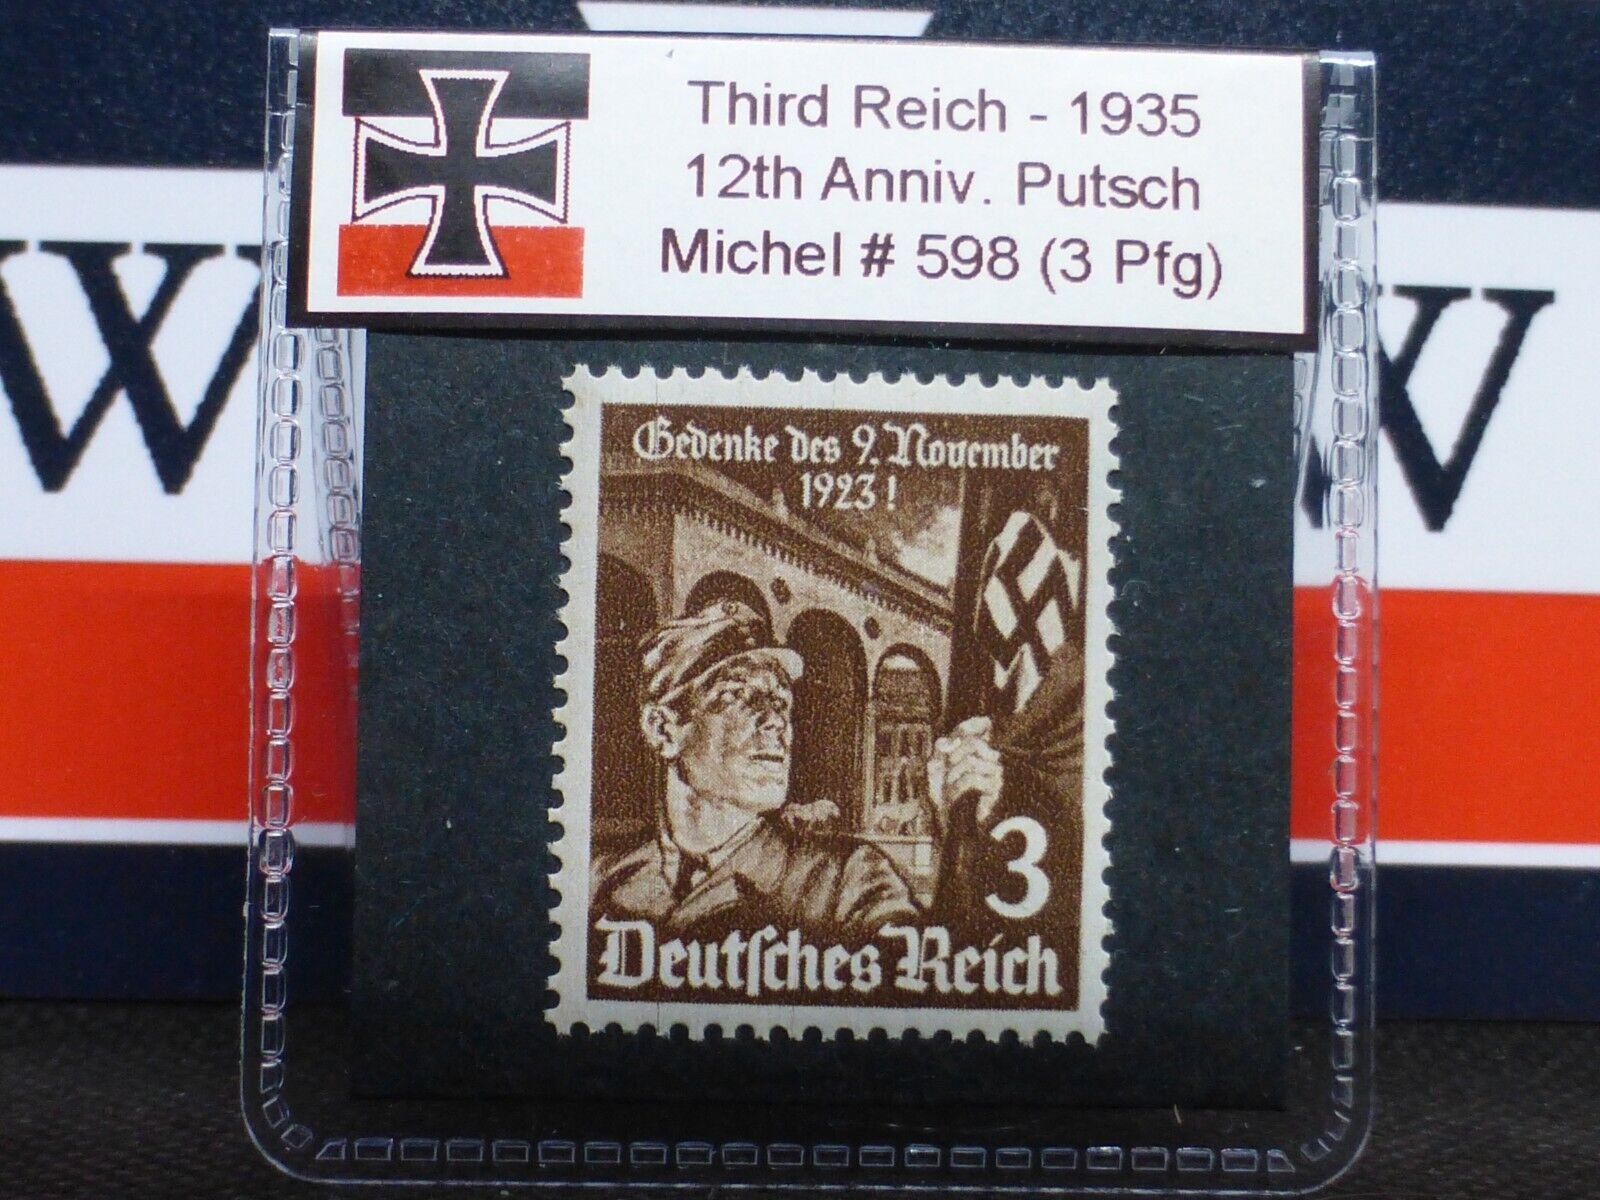 Third Reich - 1935
12th Anniv. Putsch
Michel # 598 (3 Pfg)
W
W
Gedenke des 9. November
1923!
3
Deutsches Reich